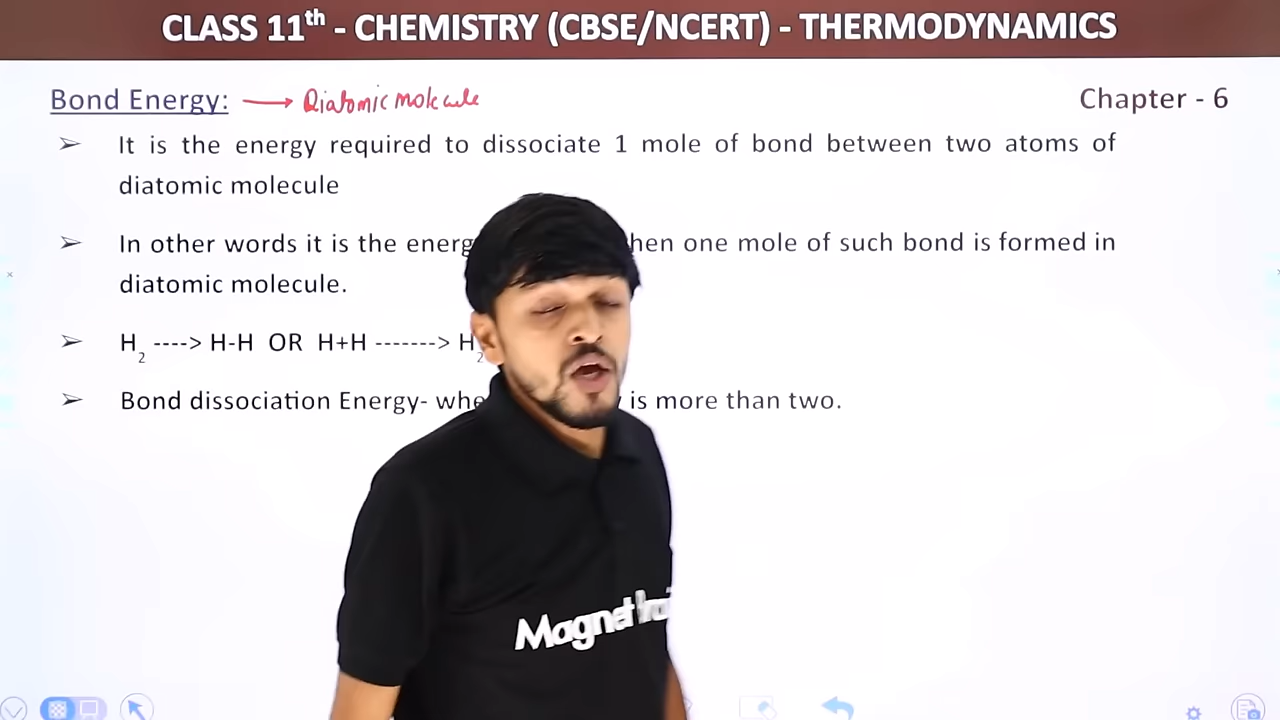 CLASS 11th - CHEMISTRY (CBSE/NCERT) - THERMODYNAMICS
Bond Energy: → Diatomic molecule
Chapter - 6
➢ It is the energy required to dissociate 1 mole of bond between two atoms of
diatomic molecule
➢ In other words it is the energ hen one mole of such bond is formed in
diatomic molecule.
➢ H2 ----> H-H OR H+H -------> H2
➢ Bond dissociation Energy- whe y is more than two.
Magnet